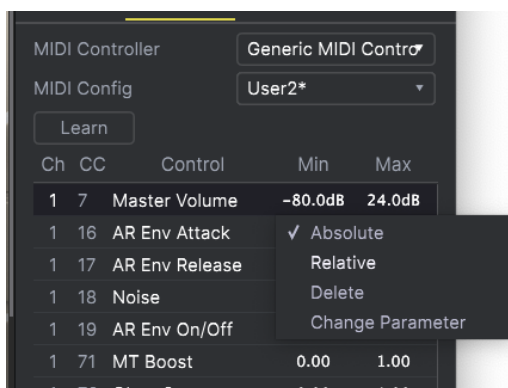 MIDI Controller Generic MIDI Contro
MIDI Config User2*
Learn
Ch CC Control Min Max
1 7 Master Volume -80.0dB 24.0dB
1 16 AR Env Attack
✓ Absolute
1 17 AR Env Release
Relative
1 18 Noise
Delete
1 19 AR Env On/Off
Change Parameter
1 71 MT Boost 0.00 1.00